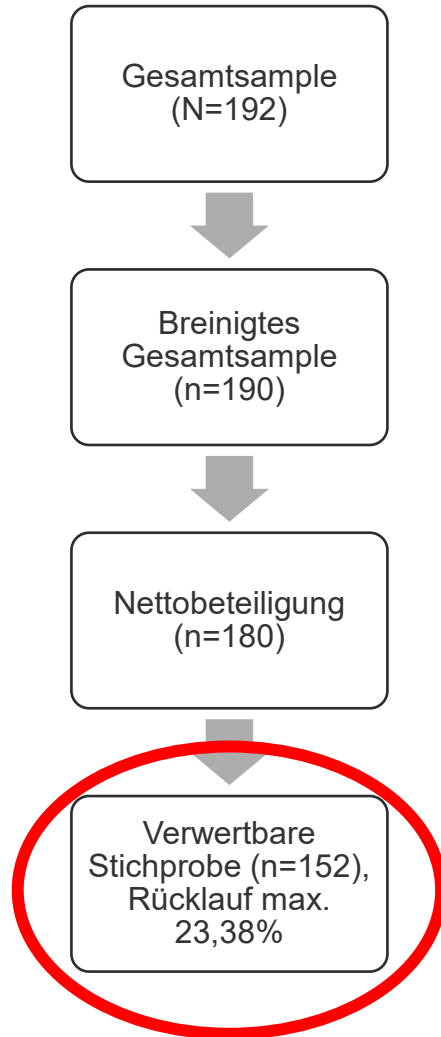 Gesamtsample
(N=192)
Breinigtes
Gesamtsample
(n=190)
Nettobeteiligung
(n=180)
Verwertbare
Stichprobe (n=152),
Rücklauf max.
23,38%